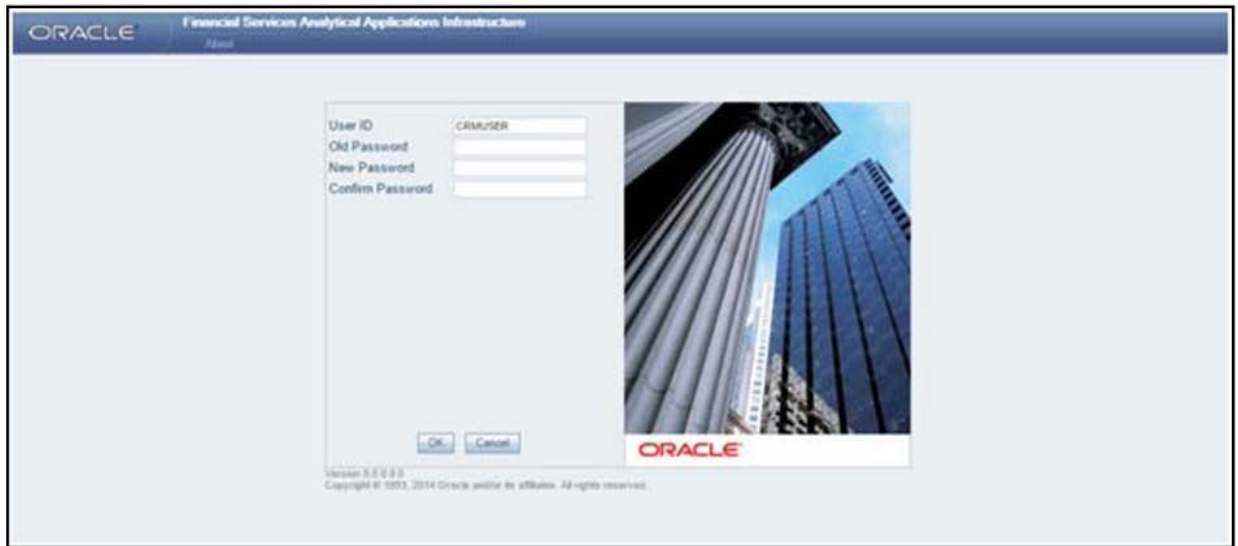 ORACLE
Financial Services Analytical Applications Infrastructure
About
User ID CRMUSER
Old Password
New Password
Confirm Password
OK Cancel
ORACLE
Version 8.0.0.0.0
Copyright © 1993, 2014 Oracle and/or its affiliates. All rights reserved.